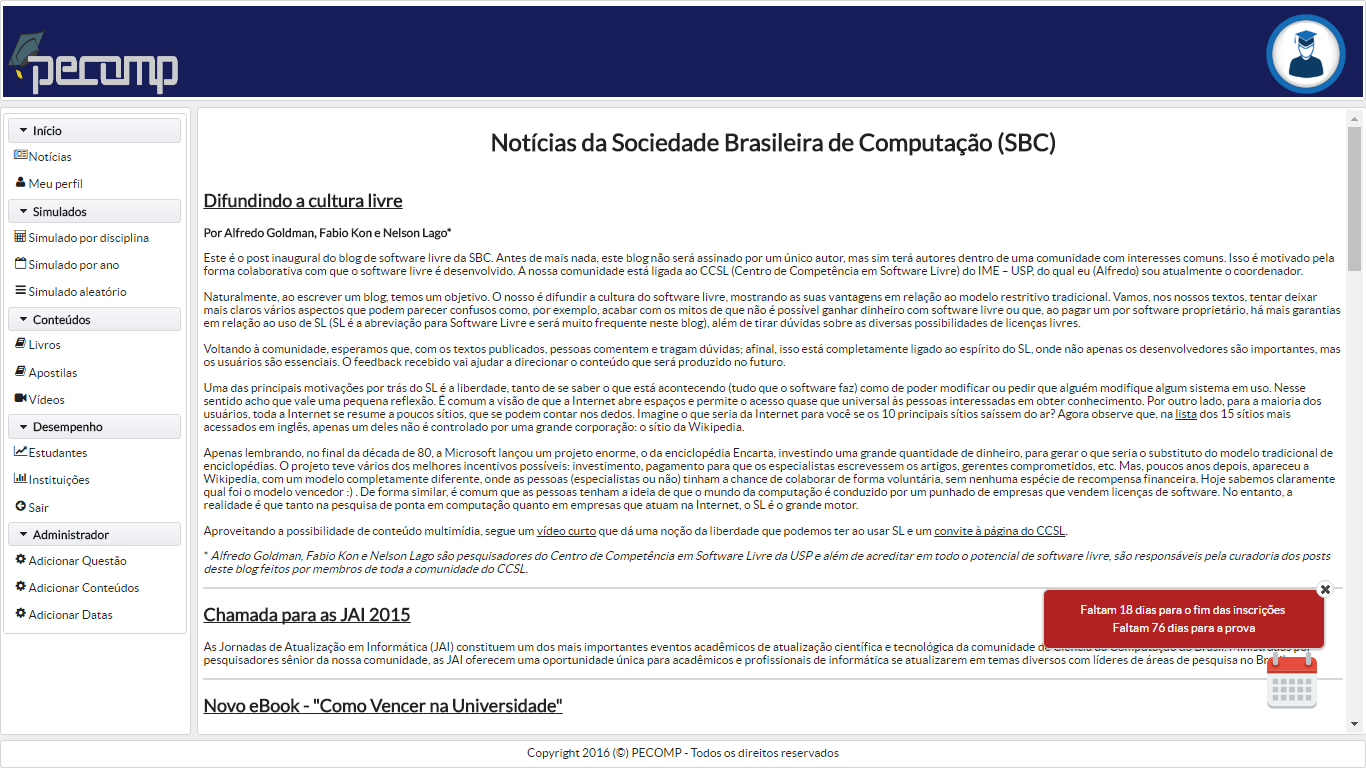 pecomp
Início
Notícias
Meu perfil
Simulados
Simulado por disciplina
Simulado por ano
Simulado aleatório
Conteúdos
Livros
Apostilas
Vídeos
Desempenho
Estudantes
Instituições
Sair
Administrador
Adicionar Questão
Adicionar Conteúdos
Adicionar Datas
Notícias da Sociedade Brasileira de Computação (SBC)
Difundindo a cultura livre
Por Alfredo Goldman, Fabio Kon e Nelson Lago*
Este é o post inaugural do blog de software livre da SBC. Antes de mais nada, este blog não será assinado por um único autor, mas sim terá autores dentro de uma comunidade com interesses comuns. Isso é motivado pela
forma colaborativa com que o software livre é desenvolvido. A nossa comunidade está ligada ao CCSL (Centro de Competência em Software Livre) do IME – USP, do qual eu (Alfredo) sou atualmente o coordenador.
Naturalmente, ao escrever um blog, temos um objetivo. O nosso é difundir a cultura do software livre, mostrando as suas vantagens em relação ao modelo restritivo tradicional. Vamos, nos nossos textos, tentar deixar
mais claros vários aspectos que podem parecer confusos como, por exemplo, acabar com os mitos de que não é possível ganhar dinheiro com software livre ou que, ao pagar um por software proprietário, há mais garantias
em relação ao uso de SL (SL é a abreviação para Software Livre e será muito frequente neste blog), além de tirar dúvidas sobre as diversas possibilidades de licenças livres.
Voltando à comunidade, esperamos que, com os textos publicados, pessoas comentem e tragam dúvidas; afinal, isso está completamente ligado ao espírito do SL, onde não apenas os desenvolvedores são importantes, mas
os usuários são essenciais. O feedback recebido vai ajudar a direcionar o conteúdo que será produzido no futuro.
Uma das principais motivações por trás do SL é a liberdade, tanto de se saber o que está acontecendo (tudo que o software faz) como de poder modificar ou pedir que alguém modifique algum sistema em uso. Nesse
sentido acho que vale uma pequena reflexão. É comum a visão de que a Internet abre espaços e permite o acesso quase que universal às pessoas interessadas em obter conhecimento. Por outro lado, para a maioria dos
usuários, toda a Internet se resume a poucos sítios, que se podem contar nos dedos. Imagine o que seria da Internet para você se os 10 principais sítios saíssem do ar? Agora observe que, na lista dos 15 sítios mais
acessados em inglês, apenas um deles não é controlado por uma grande corporação: o sítio da Wikipedia.
Apenas lembrando, no final da década de 80, a Microsoft lançou um projeto enorme, o da enciclopédia Encarta, investindo uma grande quantidade de dinheiro, para gerar o que seria o substituto do modelo tradicional de
enciclopédias. O projeto teve vários dos melhores incentivos possíveis: investimento, pagamento para que os especialistas escrevessem os artigos, gerentes comprometidos, etc. Mas, poucos anos depois, apareceu a
Wikipedia, com um modelo completamente diferente, onde as pessoas (especialistas ou não) tinham a chance de colaborar de forma voluntária, sem nenhuma espécie de recompensa financeira. Hoje sabemos claramente
qual foi o modelo vencedor :) . De forma similar, é comum que as pessoas tenham a ideia de que o mundo da computação é conduzido por um punhado de empresas que vendem licenças de software. No entanto, a
realidade é que tanto na pesquisa de ponta em computação quanto em empresas que atuam na Internet, o SL é o grande motor.
Aproveitando a possibilidade de conteúdo multimídia, segue um vídeo curto que dá uma noção da liberdade que podemos ter ao usar SL e um convite à página do CCSL.
* Alfredo Goldman, Fabio Kon e Nelson Lago são pesquisadores do Centro de Competência em Software Livre da USP e além de acreditar em todo o potencial de software livre, são responsáveis pela curadoria dos posts
deste blog feitos por membros de toda a comunidade do CCSL.
Chamada para as JAI 2015
As Jornadas de Atualização em Informática (JAI) constituem um dos mais importantes eventos acadêmicos de atualização científica e tecnológica da comunidade de Ciência da Computação do Brasil. Ministradas por
pesquisadores sênior da nossa comunidade, as JAI oferecem uma oportunidade única para acadêmicos e profissionais de informática se atualizarem em temas diversos com líderes de áreas de pesquisa no
Novo eBook - "Como Vencer na Universidade"
Faltam 18 dias para o fim das inscrições
Faltam 76 dias para a prova
Copyright 2016 (©) PECOMP - Todos os direitos reservados